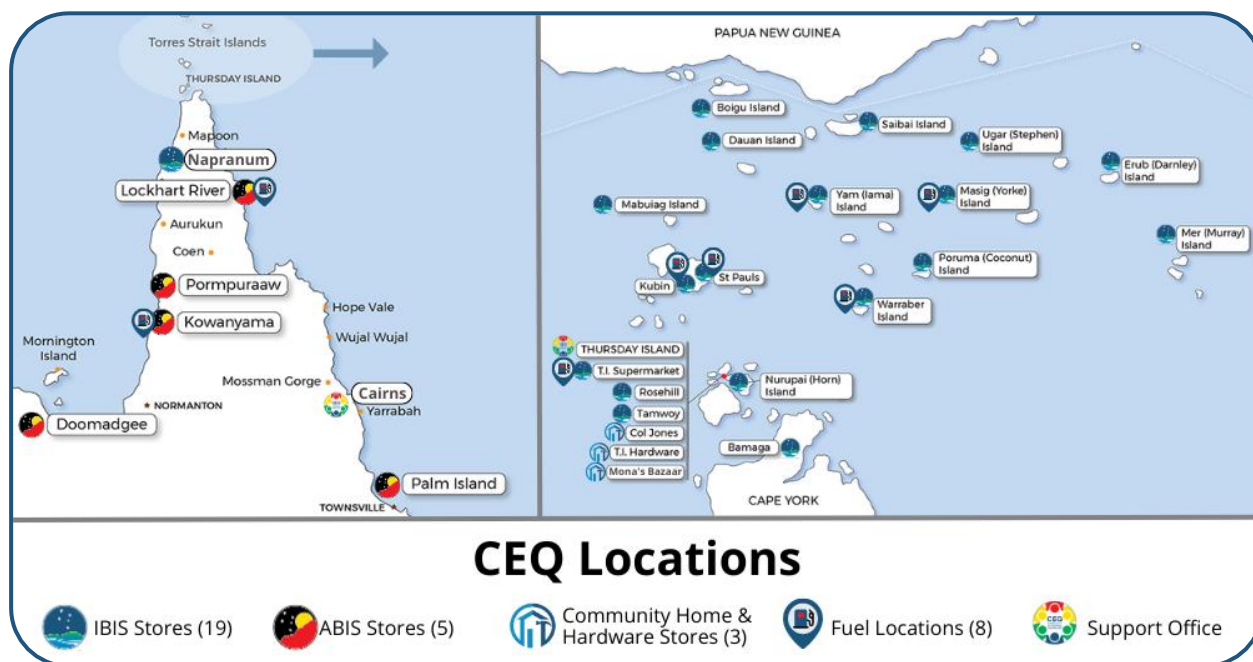 Torres Strait Islands
THURSDAY ISLAND
Mapoon
Napranum
Lockhart River
Aurukun
Coen
Pormpuraaw
Kowanyama
Hope Vale
Wujal Wujal
Mornington
Island
Mossman Gorge
Cairns
NORMANTON
Yarrabah
Doomadgee
Palm Island
TOWNSVILLE
PAPUA NEW GUINEA
Boigu Island
Saibai Island
Dauan Island
Ugar (Stephen)
Island
Erub (Darnley)
Island
Mabuiag Island
Yam (Iama)
Island
Masig (Yorke)
Island
Mer (Murray)
Island
Poruma (Coconut)
Island
St Pauls
Kubin
Warraber
Island
THURSDAY ISLAND
T.I. Supermarket
Rosehill
Tamwoy
Col Jones
T.I. Hardware
Mona's Bazaar
Nurupai (Horn)
Island
Bamaga
CAPE YORK
CEQ Locations
IBIS Stores (19)
ABIS Stores (5)
Community Home &
Hardware Stores (3)
Fuel Locations (8)
CEQ
Support Office